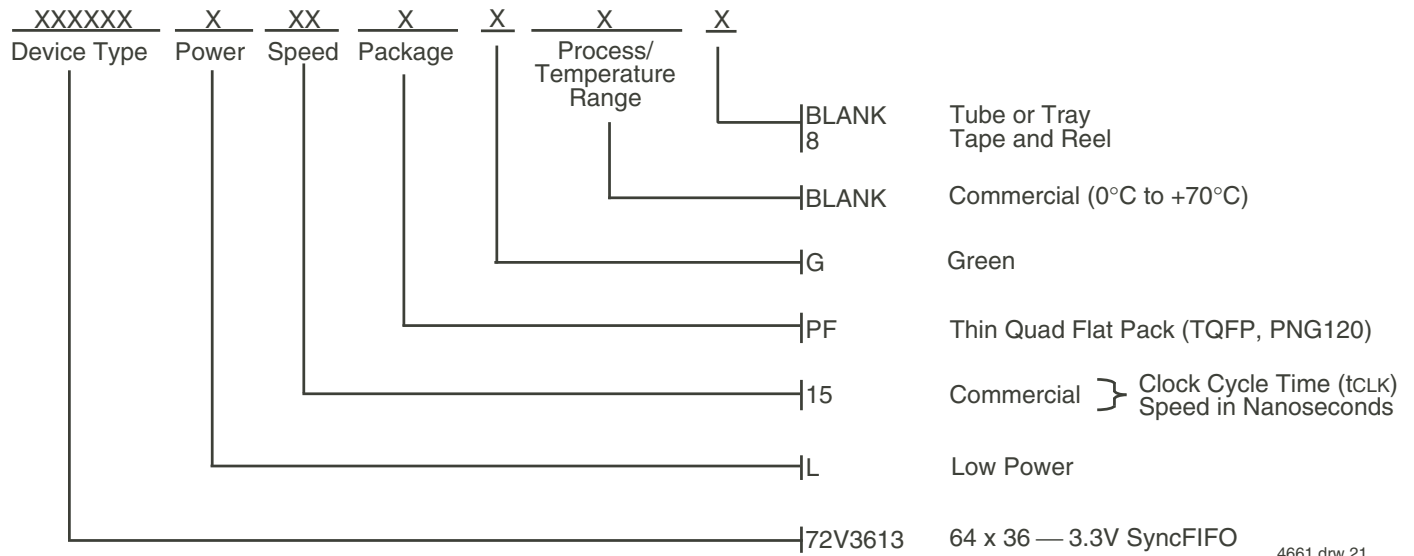 XXXXXX X XX X X X X
Device Type Power Speed Package Process/
Temperature
Range
BLANK Tube or Tray
8 Tape and Reel
BLANK Commercial (0°C to +70°C)
G Green
PF Thin Quad Flat Pack (TQFP, PNG120)
15 Commercial } Clock Cycle Time (tCLK)
Speed in Nanoseconds
L Low Power
72V3613 64 x 36 — 3.3V SyncFIFO
4661 drw 21